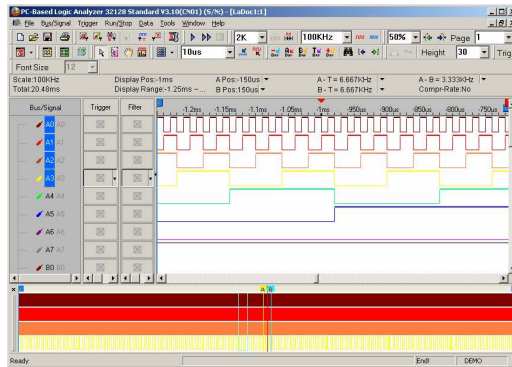 PC-Based Logic Analyzer 32128 Standard V3.10(CN01) (S/N:) - [LaDoc1:1]
File Bus/Signal Trigger Run/Stop Data Tools Window Help
2K 100KHz 50% Page 1
10us Height 30 Trig
Font Size 12
Scale:100KHz Display Pos:-1ms A Pos:-150us A - T = 6.667KHz A - B = 3.333KHz
Total:20.48ms Display Range:-1.25ms ~ ... B Pos:150us B - T = 6.667KHz Compr-Rate:No
Bus/Signal Trigger Filter -1.2ms -1.15ms -1.1ms -1.05ms -1ms -950us -900us -850us -800us -750us
A0 A0
A1 A1
A2 A2
A3 A3
A4 A4
A5 A5
A6 A6
A7 A7
B0 B0
A B
Ready End! DEMO